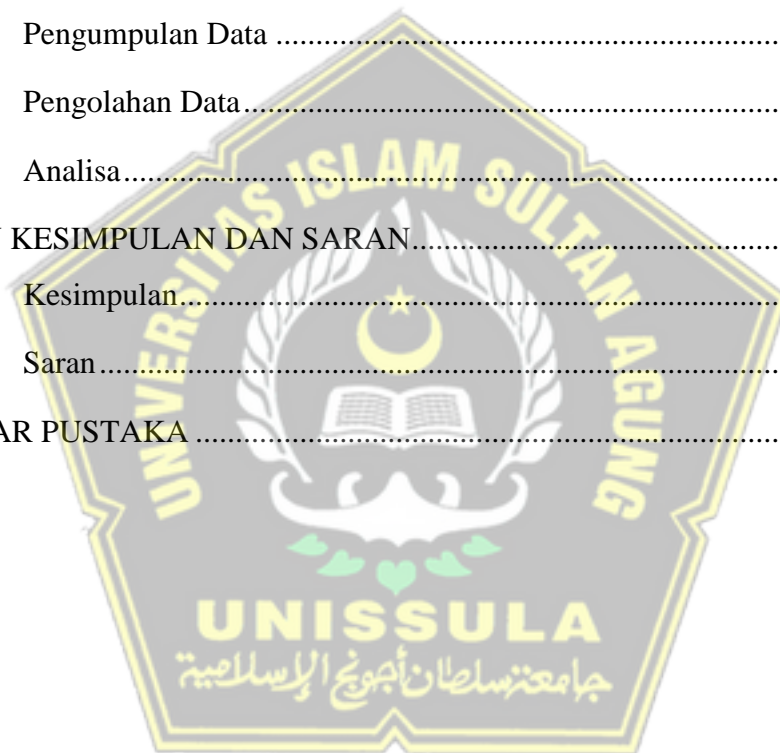 Pengumpulan Data ...............................................................
Pengolahan Data...................................................................
Analisa..................................................................................
KESIMPULAN DAN SARAN..............................................
Kesimpulan...........................................................................
Saran.....................................................................................
AR PUSTAKA .........................................................................
UNIVERSITAS ISLAM SULTAN AGUNG
UNISSULA
جامعة سلطان أجونج الإسلامية